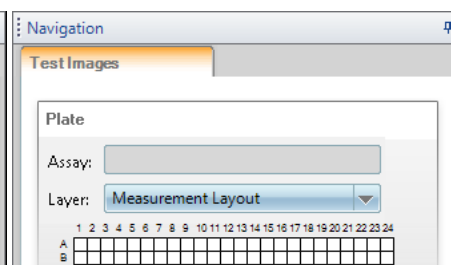 Navigation
Test Images
Plate
Assay:
Layer: Measurement Layout
1 2 3 4 5 6 7 8 9 10 11 12 13 14 15 16 17 18 19 20 21 22 23 24
A
B